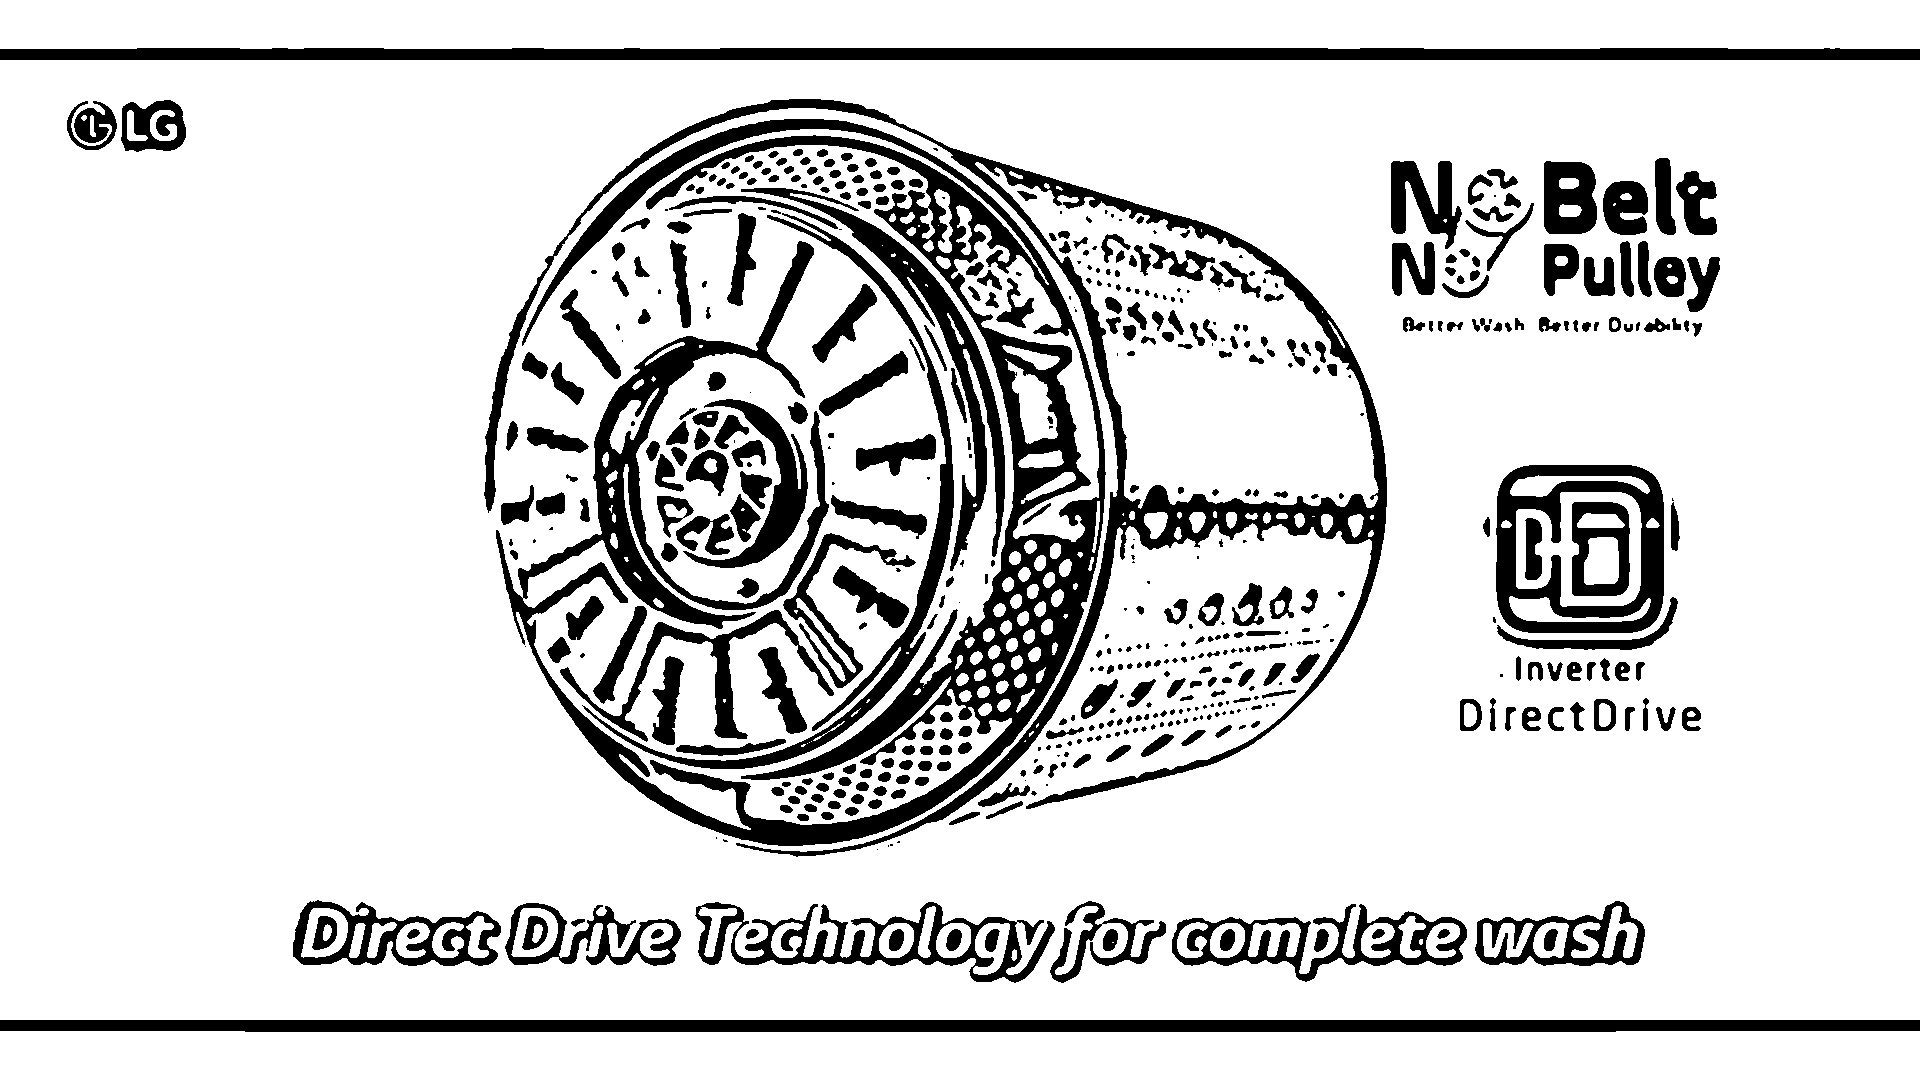 LG
No Belt
No Pulley
Better Wash Better Durability
DD
Inverter
DirectDrive
Direct Drive Technology for complete wash